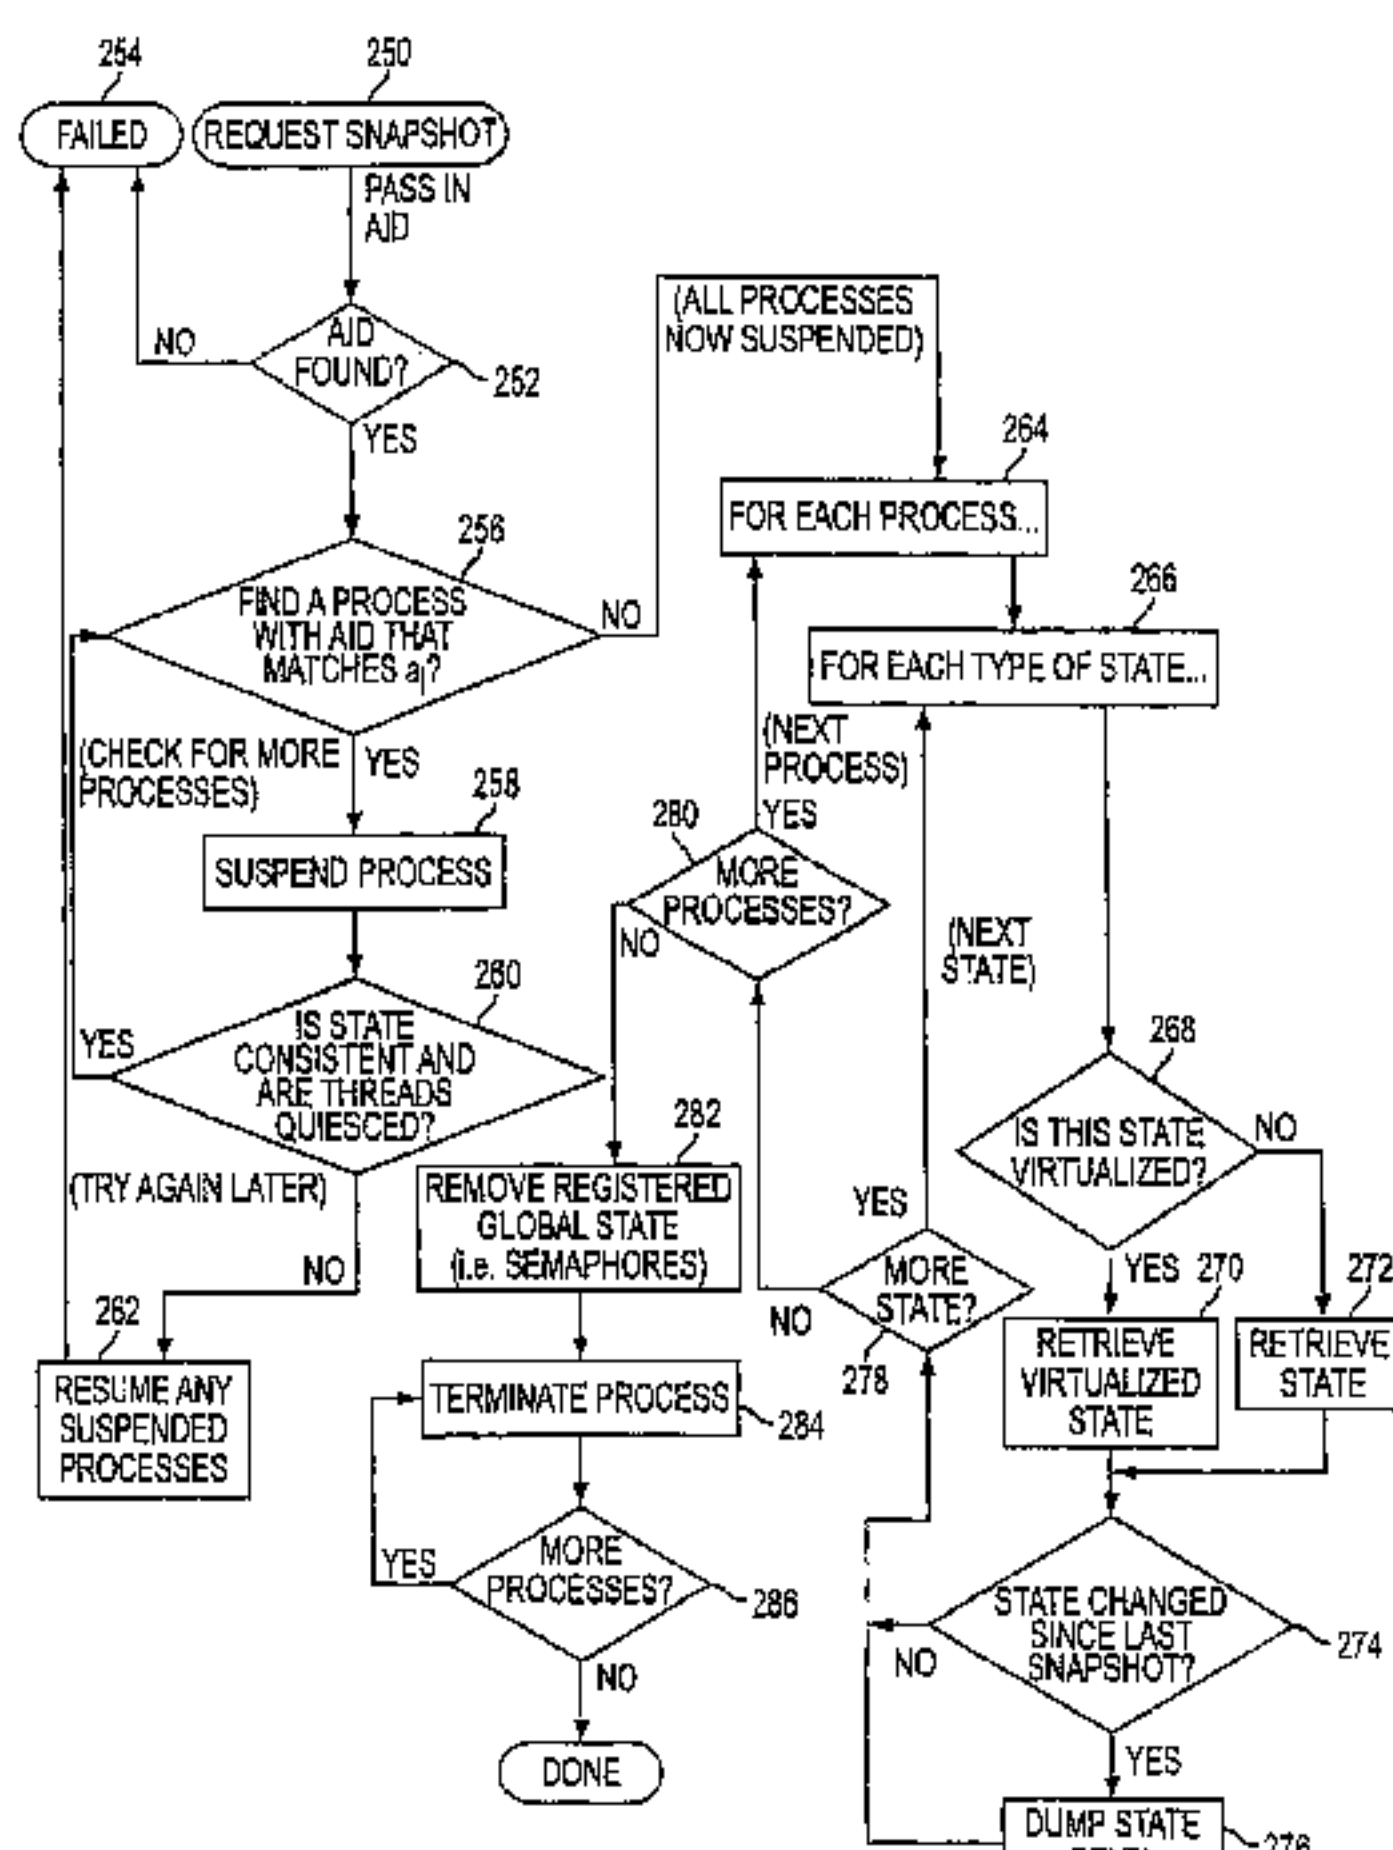 254
250
FAILED
REQUEST SNAPSHOT
PASS IN
AID
NO
AID
FOUND?
252
YES
(ALL PROCESSES
NOW SUSPENDED)
264
FOR EACH PROCESS...
256
FIND A PROCESS
WITH AID THAT
MATCHES aj?
NO
266
FOR EACH TYPE OF STATE...
(CHECK FOR MORE
PROCESSES)
YES
(NEXT
PROCESS)
258
SUSPEND PROCESS
280
YES
MORE
PROCESSES?
NO
(NEXT
STATE)
260
YES
IS STATE
CONSISTENT AND
ARE THREADS
QUIESCED?
268
IS THIS STATE
VIRTUALIZED?
NO
(TRY AGAIN LATER)
NO
282
REMOVE REGISTERED
GLOBAL STATE
(i.e. SEMAPHORES)
YES
MORE
STATE?
NO
278
YES
270
272
RETRIEVE
VIRTUALIZED
STATE
RETRIEVE
STATE
262
RESUME ANY
SUSPENDED
PROCESSES
TERMINATE PROCESS
284
YES
MORE
PROCESSES?
286
NO
DONE
STATE CHANGED
SINCE LAST
SNAPSHOT?
274
NO
YES
DUMP STATE
276